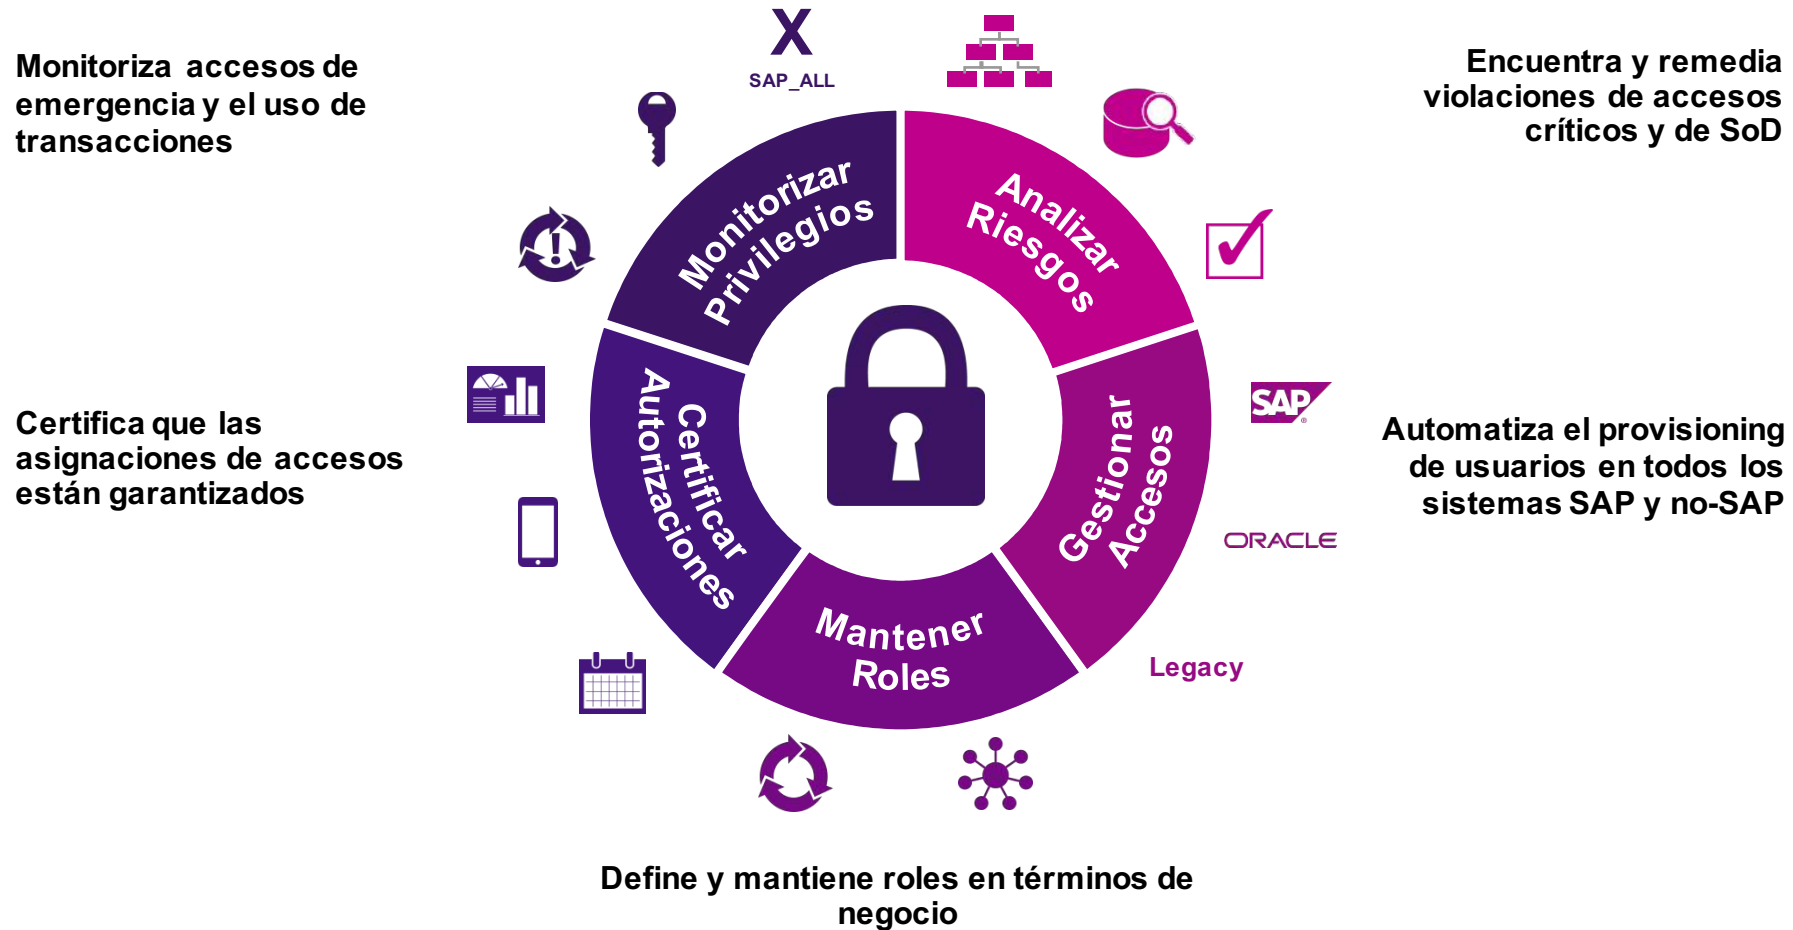 X
SAP_ALL
Monitoriza accesos de
emergencia y el uso de
transacciones
Encuentra y remedia
violaciones de accesos
críticos y de SoD
Monitorizar
Privilegios
Analizar
Riesgos
!
Certifica que las
asignaciones de accesos
están garantizados
Certificar
Autorizaciones
Gestionar
Accesos
SAP
®
Automatiza el provisioning
de usuarios en todos los
sistemas SAP y no-SAP
ORACLE
Mantener
Roles
Legacy
Define y mantiene roles en términos de
negocio